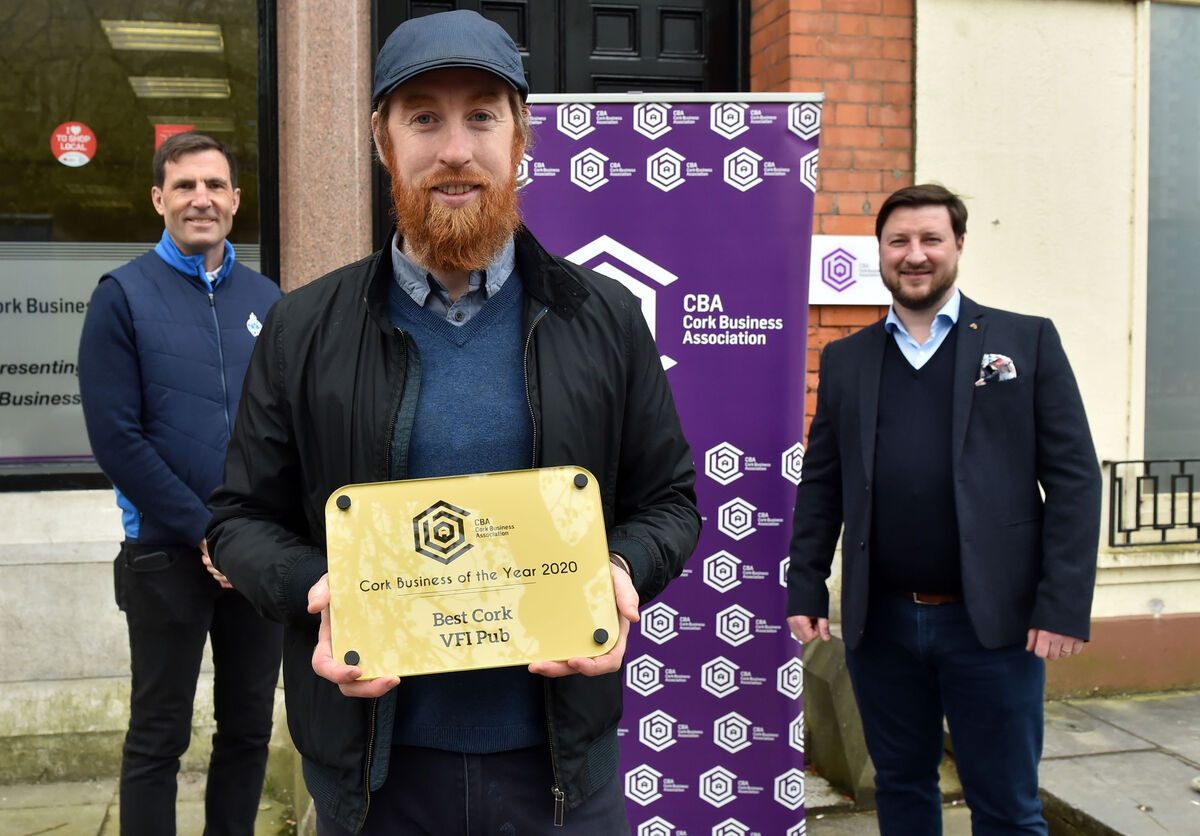 I
TO SHOP
LOCAL
ork Business
presenting
Business
CBA
Cork Business
Association
CBA
Cork Business
Association
Cork Business of the Year 2020
Best Cork
VFI Pub